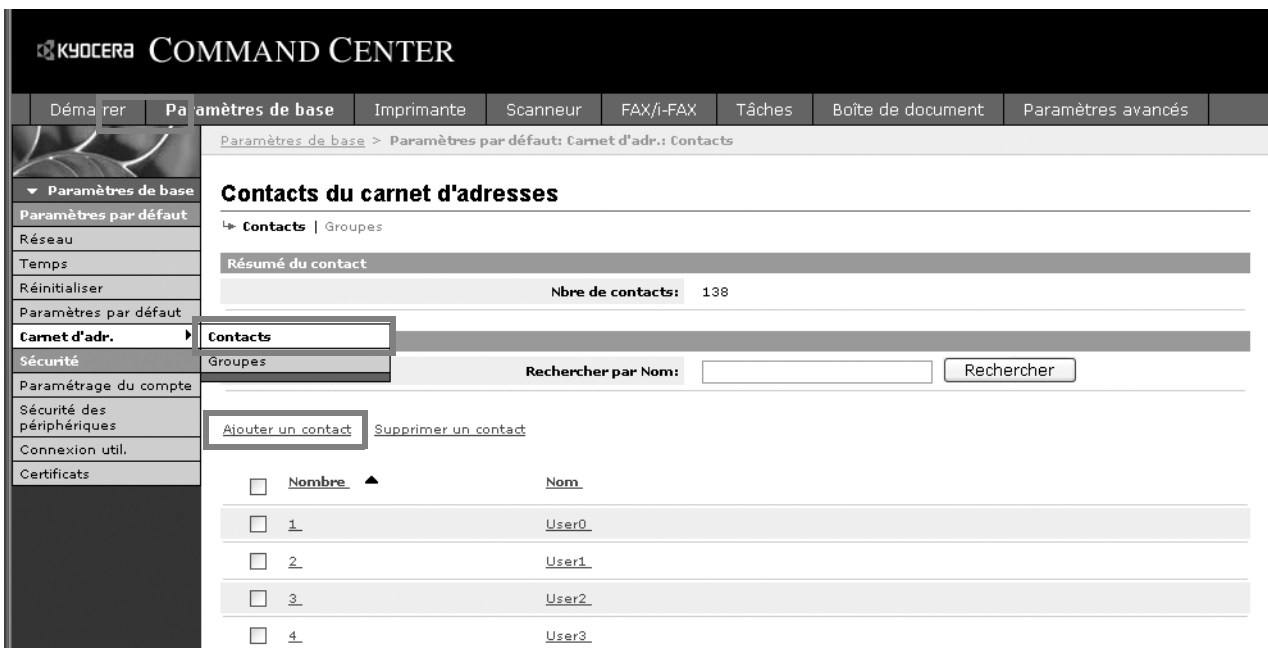 KYOCERA COMMAND CENTER
Démarrer Paramètres de base Imprimante Scanneur FAX/i-FAX Tâches Boîte de document Paramètres avancés
Paramètres de base > Paramètres par défaut: Carnet d'adr.: Contacts
Paramètres de base
Paramètres par défaut
Réseau
Temps
Réinitialiser
Paramètres par défaut
Carnet d'adr.
Contacts
Groupes
Sécurité
Paramétrage du compte
Sécurité des
périphériques
Connexion util.
Certificats
Contacts du carnet d'adresses
Contacts | Groupes
Résumé du contact
Nbre de contacts: 138
Rechercher par Nom: Rechercher
Ajouter un contact Supprimer un contact
Nombre Nom
1 User0
2 User1
3 User2
4 User3